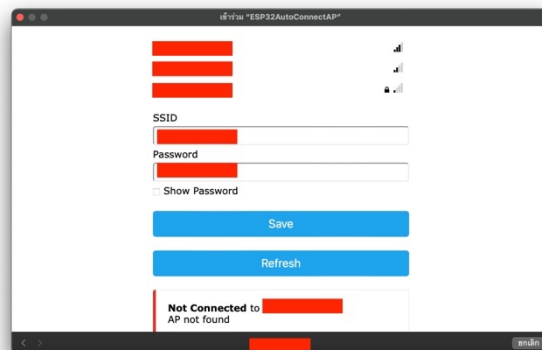 เข้าร่วม "ESP32AutoConnectAP"
SSID
Password
Show Password
Save
Refresh
Not Connected to
AP not found
ยกเลิก